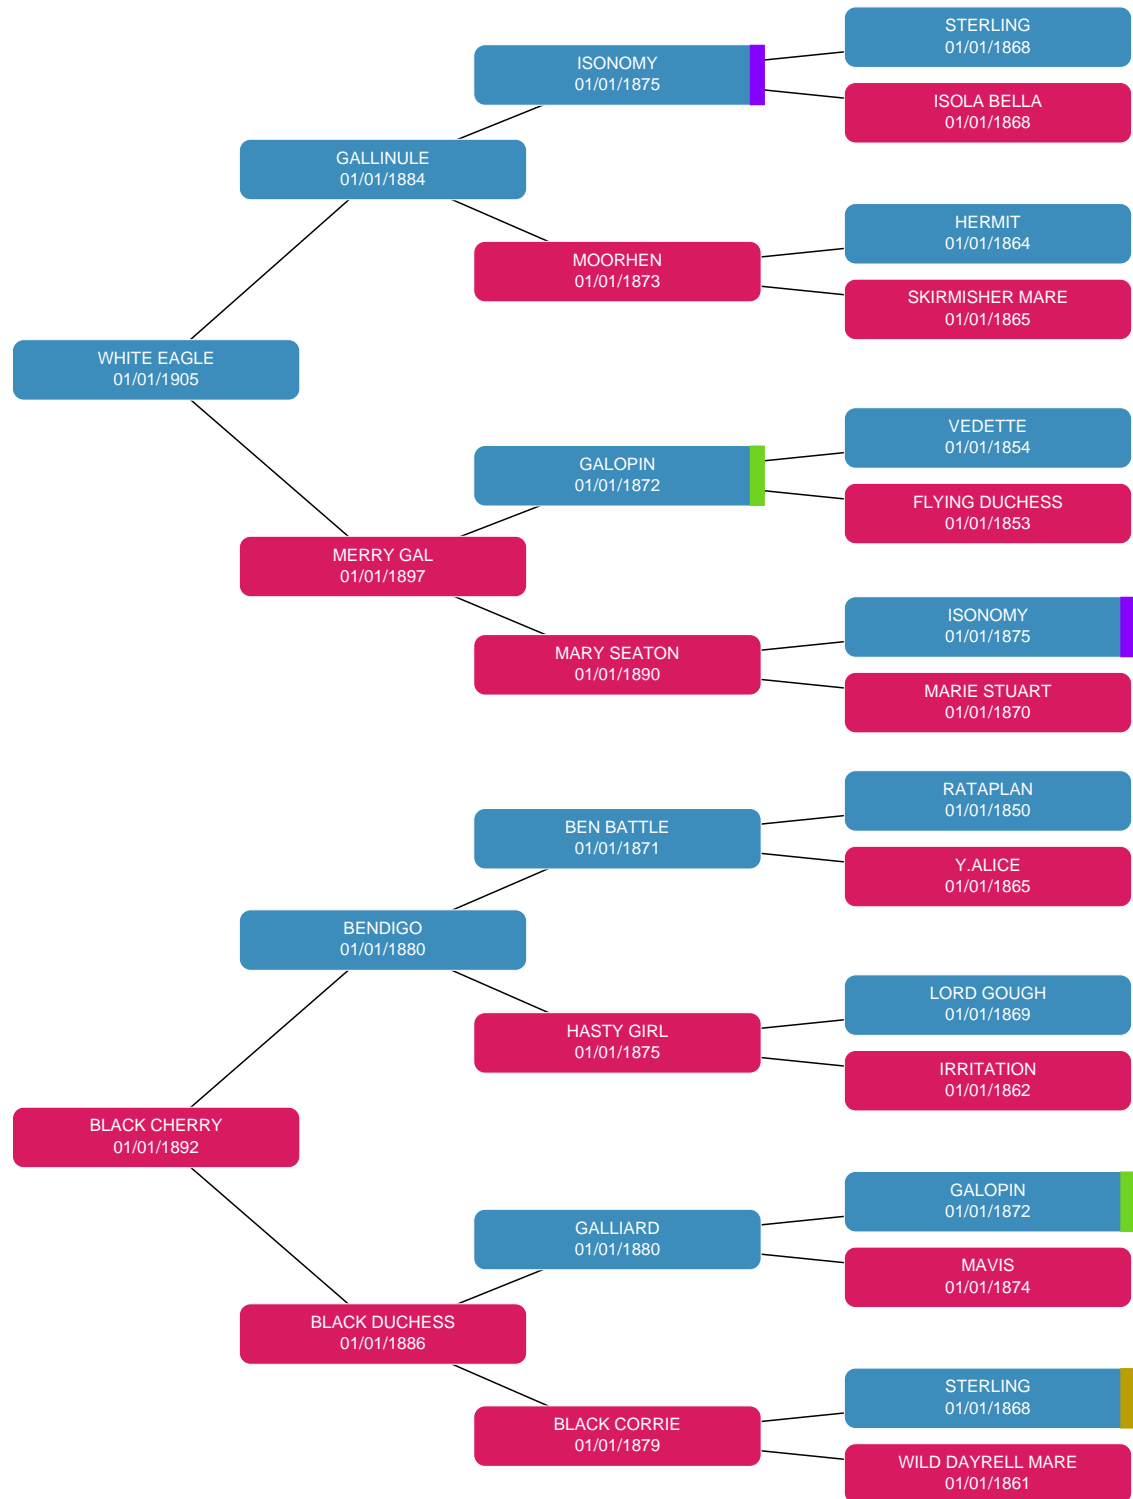 STERLING
01/01/1868
ISONOMY
01/01/1875
ISOLA BELLA
01/01/1868
GALLINULE
01/01/1884
HERMIT
01/01/1864
MOORHEN
01/01/1873
SKIRMISHER MARE
01/01/1865
WHITE EAGLE
01/01/1905
VEDETTE
01/01/1854
GALOPIN
01/01/1872
FLYING DUCHESS
01/01/1853
MERRY GAL
01/01/1897
ISONOMY
01/01/1875
MARY SEATON
01/01/1890
MARIE STUART
01/01/1870
RATAPLAN
01/01/1850
BEN BATTLE
01/01/1871
Y.ALICE
01/01/1865
BENDIGO
01/01/1880
LORD GOUGH
01/01/1869
HASTY GIRL
01/01/1875
IRRITATION
01/01/1862
BLACK CHERRY
01/01/1892
GALOPIN
01/01/1872
GALLIARD
01/01/1880
MAVIS
01/01/1874
BLACK DUCHESS
01/01/1886
STERLING
01/01/1868
BLACK CORRIE
01/01/1879
WILD DAYRELL MARE
01/01/1861